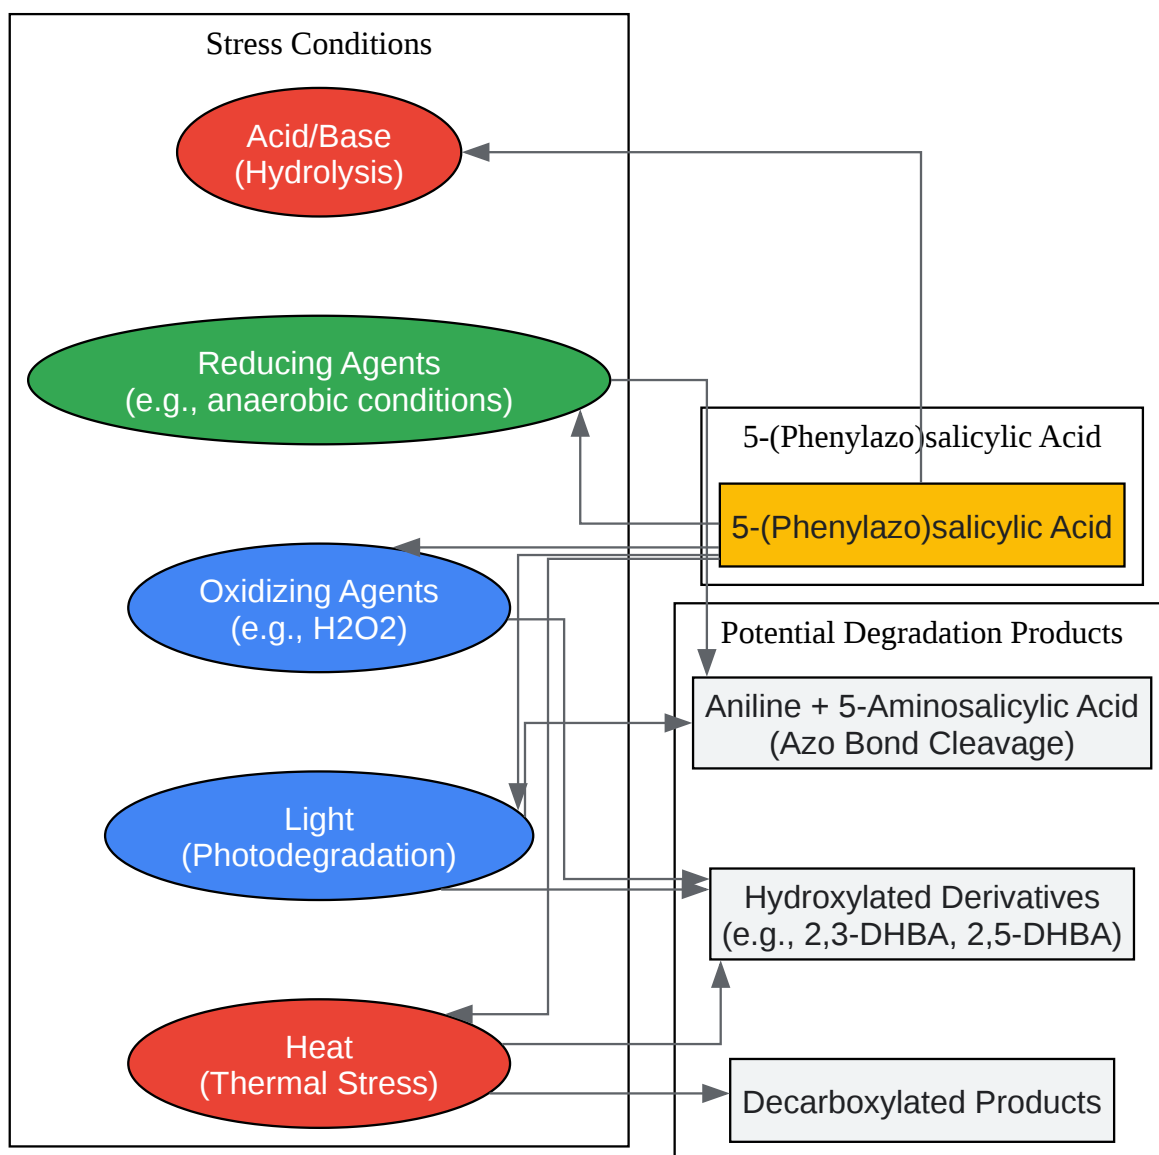 Stress Conditions
Acid/Base
(Hydrolysis)
Reducing Agents
(e.g., anaerobic conditions)
Oxidizing Agents
(e.g., H2O2)
Light
(Photodegradation)
Heat
(Thermal Stress)
5-(Phenylazo)salicylic Acid
5-(Phenylazo)salicylic Acid
Potential Degradation Products
Aniline + 5-Aminosalicylic Acid
(Azo Bond Cleavage)
Hydroxylated Derivatives
(e.g., 2,3-DHBA, 2,5-DHBA)
Decarboxylated Products